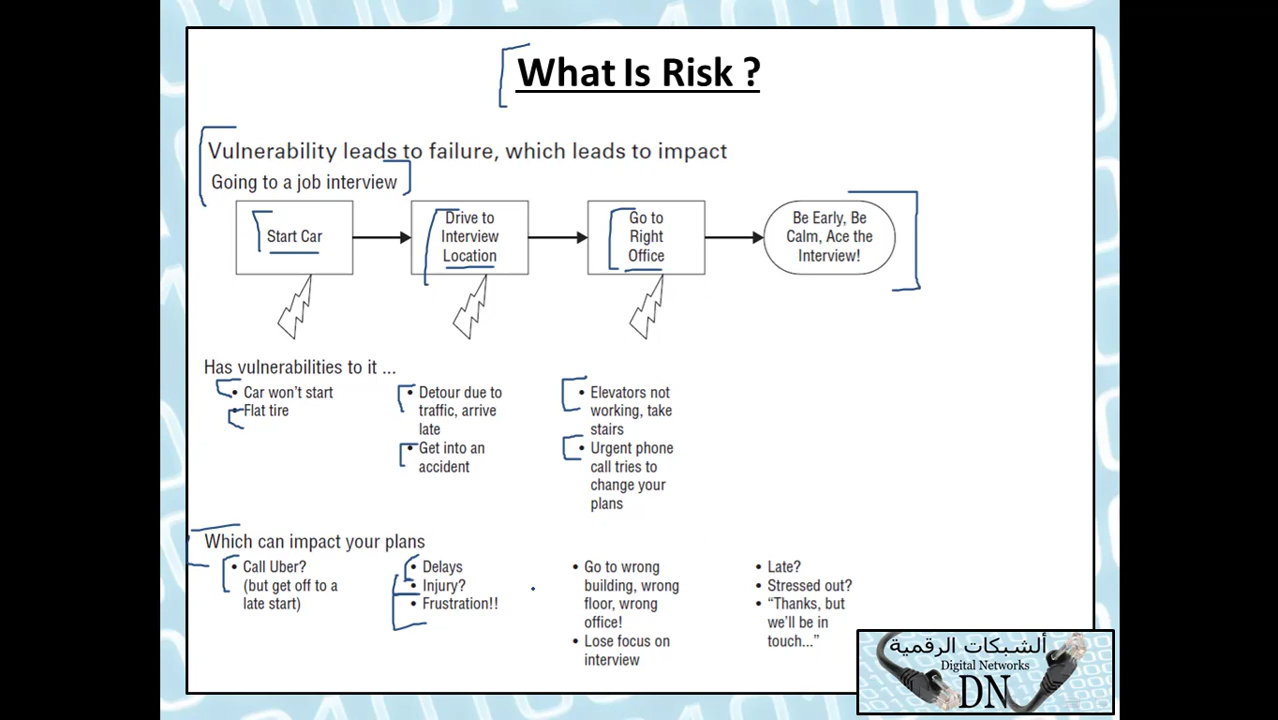 What Is Risk ?
Vulnerability leads to failure, which leads to impact
Going to a job interview
Start Car
Drive to
Interview
Location
Go to
Right
Office
Be Early, Be
Calm, Ace the
Interview!
Has vulnerabilities to it ...
• Car won't start
• Flat tire
• Detour due to
traffic, arrive
late
• Get into an
accident
• Elevators not
working, take
stairs
• Urgent phone
call tries to
change your
plans
Which can impact your plans
• Call Uber?
(but get off to a
late start)
• Delays
• Injury?
• Frustration!!
• Go to wrong
building, wrong
floor, wrong
office!
• Lose focus on
interview
• Late?
• Stressed out?
• "Thanks, but
we'll be in
touch..."
ألشبكات الرقمية
Digital Networks
DN